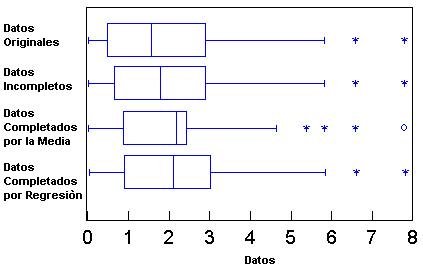 Datos
Originales
Datos
Incompletos
Datos
Completados
por la Media
Datos
Completados
por Regresiòn
0 1 2 3 4 5 6 7 8
Datos